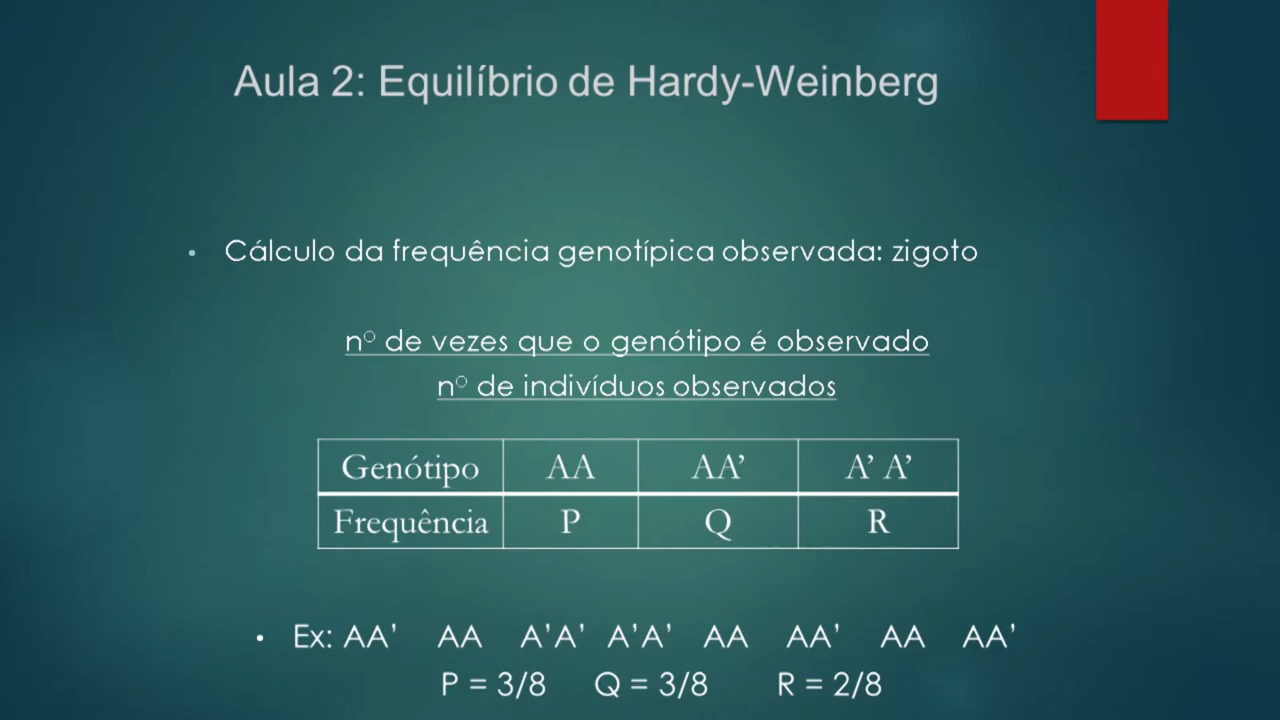 Aula 2: Equilíbrio de Hardy-Weinberg
• Cálculo da frequência genotípica observada: zigoto
nº de vezes que o genótipo é observado
nº de indivíduos observados
Genótipo AA AA’ A’ A’
Frequência P Q R
• Ex: AA’ AA A’A’ A’A’ AA AA’ AA AA’
P = 3/8 Q = 3/8 R = 2/8